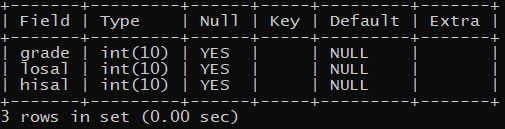 +-------+---------+------+-----+---------+-------+
| Field | Type    | Null | Key | Default | Extra |
+-------+---------+------+-----+---------+-------+
| grade | int(10) | YES  |     | NULL    |       |
| losal | int(10) | YES  |     | NULL    |       |
| hisal | int(10) | YES  |     | NULL    |       |
+-------+---------+------+-----+---------+-------+
3 rows in set (0.00 sec)